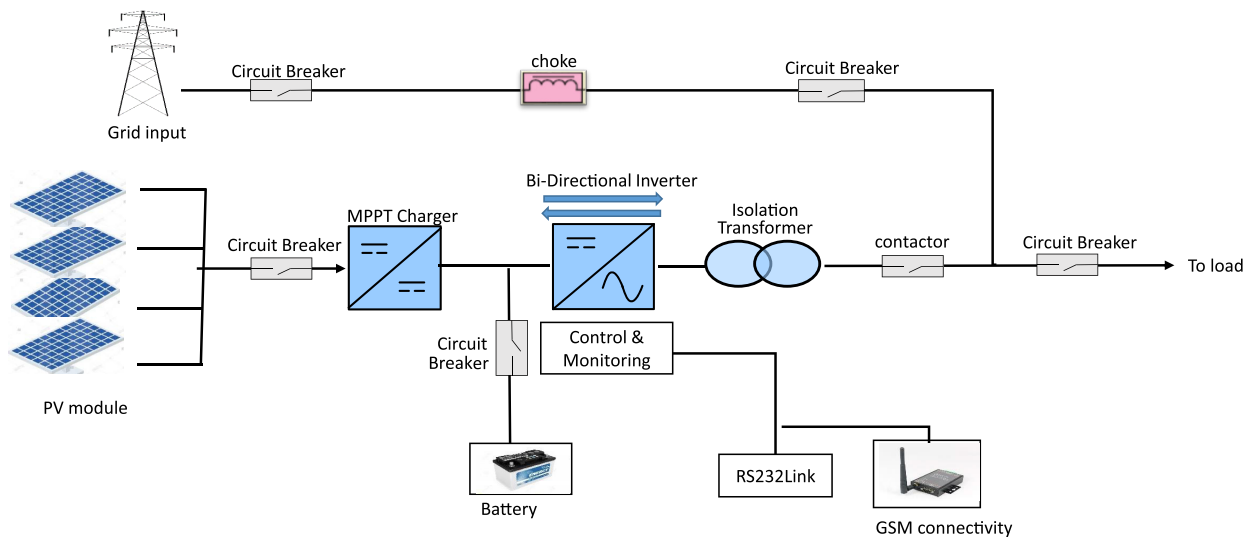 Circuit Breaker
choke
Circuit Breaker
Grid input
Bi-Directional Inverter
MPPT Charger
Isolation
Transformer
Circuit Breaker
contactor
Circuit Breaker
To load
Circuit
Breaker
Control &
Monitoring
PV module
RS232Link
Battery
GSM connectivity